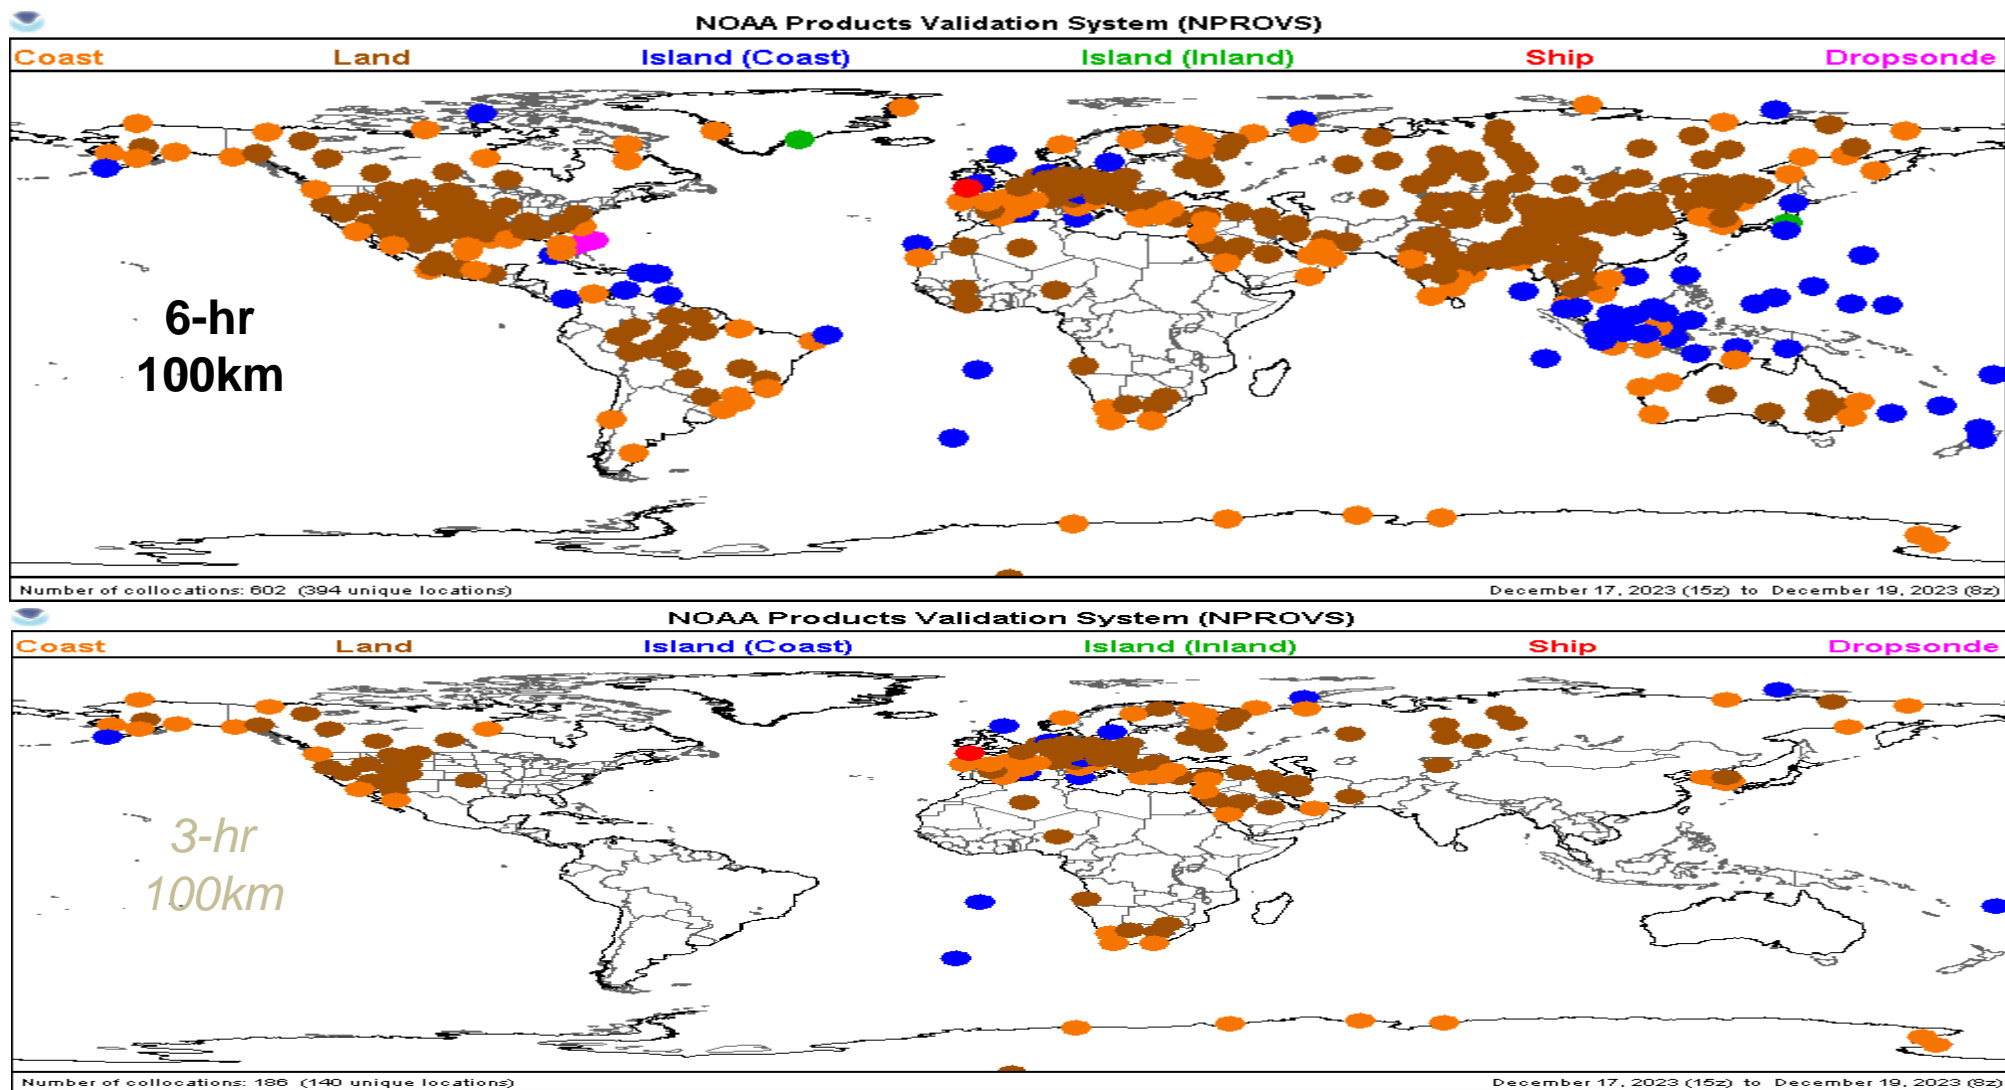 NOAA Products Validation System (NPROVS)
Coast Land Island (Coast) Island (Inland) Ship Dropsonde
6-hr
100km
Number of collocations: 602 (394 unique locations) December 17, 2023 (15z) to December 19, 2023 (8z)
NOAA Products Validation System (NPROVS)
Coast Land Island (Coast) Island (Inland) Ship Dropsonde
3-hr
100km
Number of collocations: 186 (140 unique locations) December 17, 2023 (15z) to December 19, 2023 (8z)